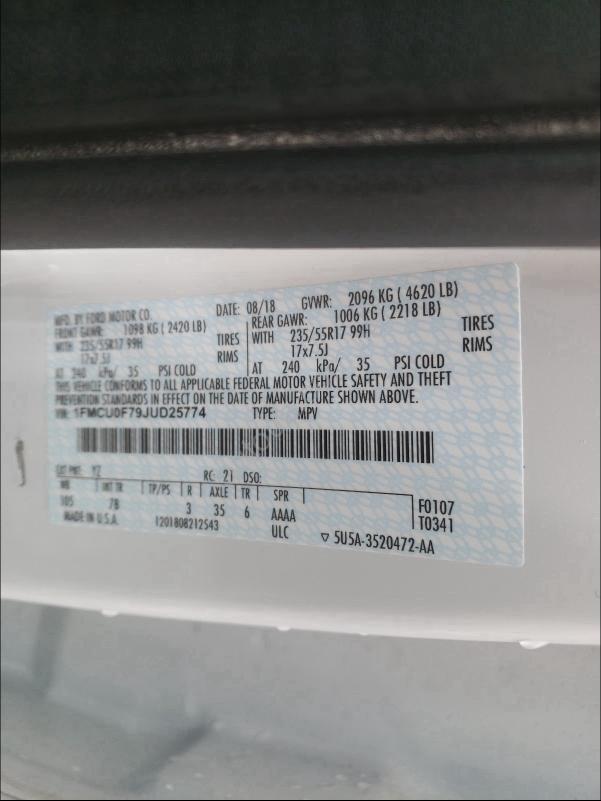 MFD. BY FORD MOTOR CO. DATE: 08/18 GVWR: 2096 KG ( 4620 LB)
FRONT GAWR: 1098 KG ( 2420 LB) REAR GAWR: 1006 KG ( 2218 LB)
WITH 235/55R17 99H TIRES WITH 235/55R17 99H TIRES
17x7.5J RIMS 17x7.5J RIMS
AT 240 kPa/ 35 PSI COLD AT 240 kPa/ 35 PSI COLD
THIS VEHICLE CONFORMS TO ALL APPLICABLE FEDERAL MOTOR VEHICLE SAFETY AND THEFT
PREVENTION STANDARDS IN EFFECT ON THE DATE OF MANUFACTURE SHOWN ABOVE.
VIN: 1FMCU0F79JUD25774 TYPE: MPV
EXT PNT: YZ RC: 21 DSO:
WB INT TR TP/PS R AXLE TR SPR F0107
105 7B 3 35 6 AAAA T0341
MADE IN U.S.A. 1201808212543 ULC ▽ 5U5A-3520472-AA